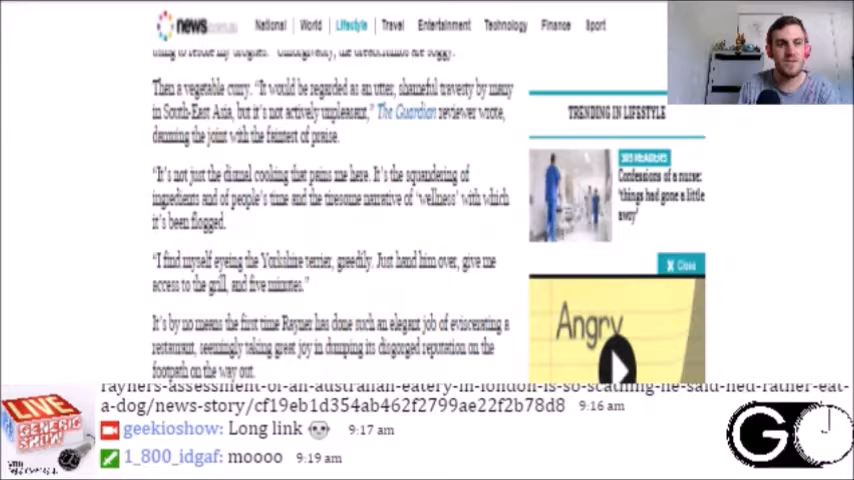 news.com.au
National World Lifestyle Travel Entertainment Technology Finance Sport
Then a vegetable curry. “It would be regarded as an utter, shameful travesty by many
in South-East Asia, but it’s not actively unpleasant,” The Guardian reviewer wrote,
damning the joint with the faintest of praise.
“It’s not just the dismal cooking that pains me here. It’s the squandering of
ingredients and of people’s time and the tiresome narrative of ‘wellness’ with which
it’s been flogged.
“I find myself eyeing the Yorkshire terrier, greedily. Just hand him over, give me
access to the grill, and five minutes.”
It’s by no means the first time Rayner has done such an elegant job of eviscerating a
restaurant, seemingly taking great joy in dumping its disgorged reputation on the
footpath on the way out.
TRENDING IN LIFESTYLE
Confessions of a nurse:
‘things had gone a little
away’
X Close
Angry
rayners-assessment-of-an-australian-eatery-in-london-is-so-scathing-he-said-hed-rather-eat-
a-dog/news-story/cf19eb1d354ab462f2799ae22f2b78d8 9:16 am
geekioshow: Long link 9:17 am
1_800_idgaf: moooo 9:19 am
LIVE
GENERIC
SHOW
GO